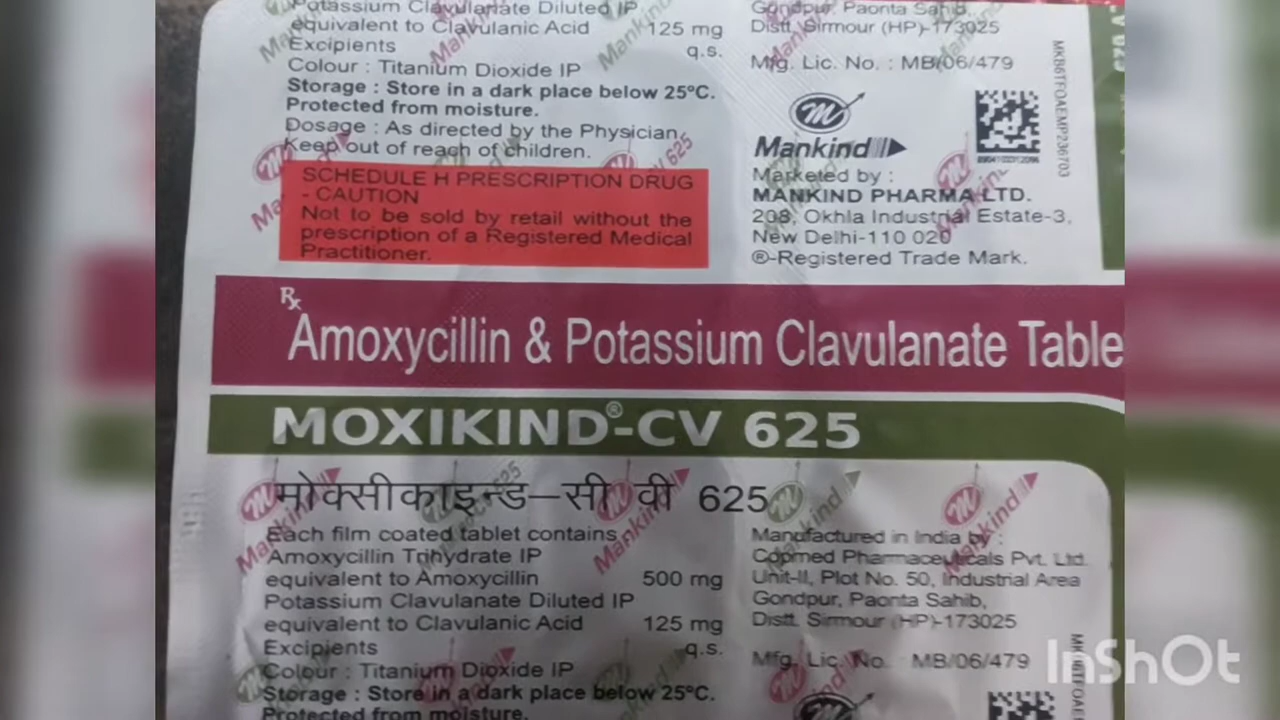 Potassium Clavulanate Diluted IP
equivalent to Clavulanic Acid 125 mg
Excipients q.s.
Colour : Titanium Dioxide IP
Storage : Store in a dark place below 25°C.
Protected from moisture.
Dosage : As directed by the Physician.
Keep out of reach of children.
SCHEDULE H PRESCRIPTION DRUG
- CAUTION
Not to be sold by retail without the
prescription of a Registered Medical
Practitioner.
Gondpur, Paonta Sahib,
Distt. Sirmour (HP)-173025
Mfg. Lic. No. : MB/06/479
Mankind
Marketed by :
MANKIND PHARMA LTD.
208, Okhla Industrial Estate-3,
New Delhi-110 020
®-Registered Trade Mark.
Rx
Amoxycillin & Potassium Clavulanate Table
MOXIKIND®-CV 625
मोक्सीकाइन्ड–सी वी 625
Each film coated tablet contains
Amoxycillin Trihydrate IP
equivalent to Amoxycillin 500 mg
Potassium Clavulanate Diluted IP
equivalent to Clavulanic Acid 125 mg
Excipients q.s.
Colour : Titanium Dioxide IP
Storage : Store in a dark place below 25°C.
Protected from moisture.
Manufactured in India by :
Copmed Pharmaceuticals Pvt. Ltd.
Unit-II, Plot No. 50, Industrial Area
Gondpur, Paonta Sahib,
Distt. Sirmour (HP)-173025
Mfg. Lic. No. : MB/06/479
InShOt